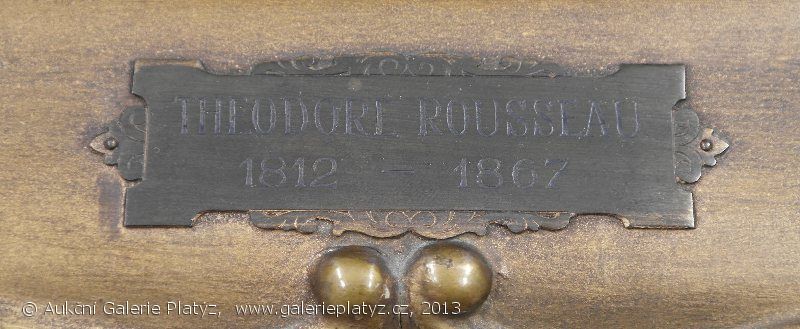 THEODORE ROUSSEAU
1812 - 1867
© Aukční Galerie Platýz, www.galerieplatyz.cz, 2013